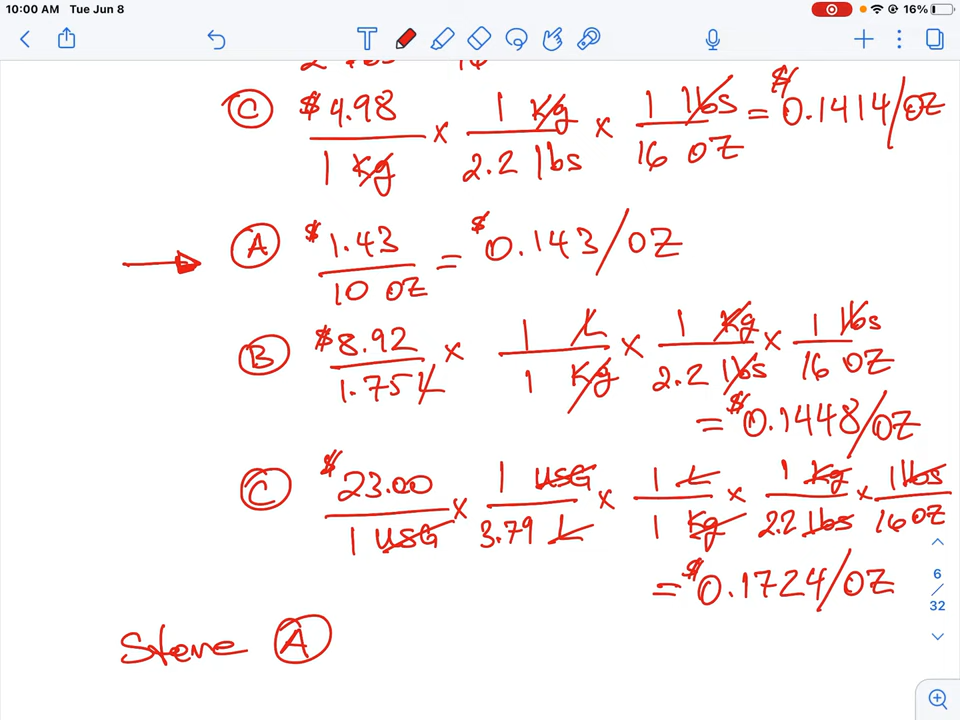 10:00 AM Tue Jun 8 16%
T
C $4.98 / 1 Kg × 1 Kg / 2.2 lbs × 1 lbs / 16 OZ = $0.1414/OZ
A $1.43 / 10 OZ = $0.143/OZ
B $8.92 / 1.75 L × 1 L / 1 Kg × 1 Kg / 2.2 lbs × 1 lbs / 16 OZ
= $0.1448/OZ
C $23.00 / 1 USG × 1 USG / 3.79 L × 1 L / 1 Kg × 1 Kg / 2.2 lbs × 1 lbs / 16 OZ
= $0.1724/OZ
6 / 32
Store A